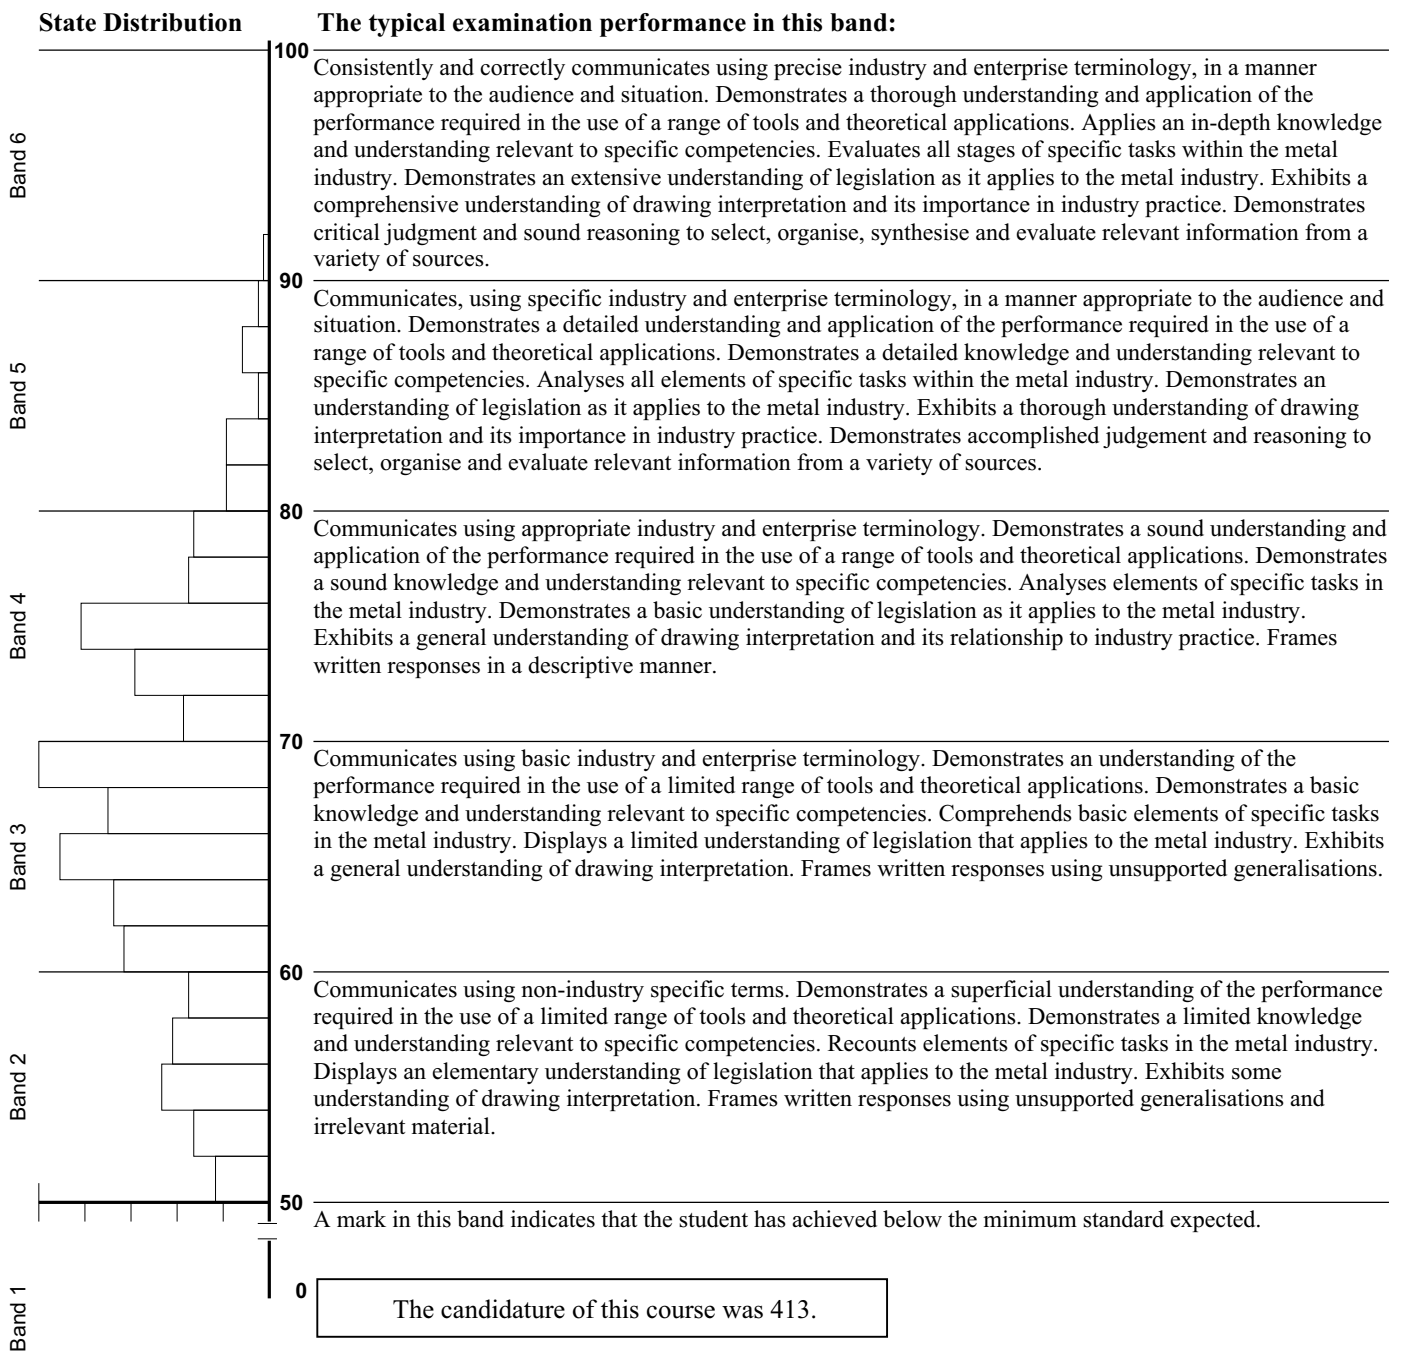 State Distribution
The typical examination performance in this band:
100
Band 6
Consistently and correctly communicates using precise industry and enterprise terminology, in a manner
appropriate to the audience and situation. Demonstrates a thorough understanding and application of the
performance required in the use of a range of tools and theoretical applications. Applies an in-depth knowledge
and understanding relevant to specific competencies. Evaluates all stages of specific tasks within the metal
industry. Demonstrates an extensive understanding of legislation as it applies to the metal industry. Exhibits a
comprehensive understanding of drawing interpretation and its importance in industry practice. Demonstrates
critical judgment and sound reasoning to select, organise, synthesise and evaluate relevant information from a
variety of sources.
90
Band 5
Communicates, using specific industry and enterprise terminology, in a manner appropriate to the audience and
situation. Demonstrates a detailed understanding and application of the performance required in the use of a
range of tools and theoretical applications. Demonstrates a detailed knowledge and understanding relevant to
specific competencies. Analyses all elements of specific tasks within the metal industry. Demonstrates an
understanding of legislation as it applies to the metal industry. Exhibits a thorough understanding of drawing
interpretation and its importance in industry practice. Demonstrates accomplished judgement and reasoning to
select, organise and evaluate relevant information from a variety of sources.
80
Band 4
Communicates using appropriate industry and enterprise terminology. Demonstrates a sound understanding and
application of the performance required in the use of a range of tools and theoretical applications. Demonstrates
a sound knowledge and understanding relevant to specific competencies. Analyses elements of specific tasks in
the metal industry. Demonstrates a basic understanding of legislation as it applies to the metal industry.
Exhibits a general understanding of drawing interpretation and its relationship to industry practice. Frames
written responses in a descriptive manner.
70
Band 3
Communicates using basic industry and enterprise terminology. Demonstrates an understanding of the
performance required in the use of a limited range of tools and theoretical applications. Demonstrates a basic
knowledge and understanding relevant to specific competencies. Comprehends basic elements of specific tasks
in the metal industry. Displays a limited understanding of legislation that applies to the metal industry. Exhibits
a general understanding of drawing interpretation. Frames written responses using unsupported generalisations.
60
Band 2
Communicates using non-industry specific terms. Demonstrates a superficial understanding of the performance
required in the use of a limited range of tools and theoretical applications. Demonstrates a limited knowledge
and understanding relevant to specific competencies. Recounts elements of specific tasks in the metal industry.
Displays an elementary understanding of legislation that applies to the metal industry. Exhibits some
understanding of drawing interpretation. Frames written responses using unsupported generalisations and
irrelevant material.
50
A mark in this band indicates that the student has achieved below the minimum standard expected.
0
Band 1
The candidature of this course was 413.